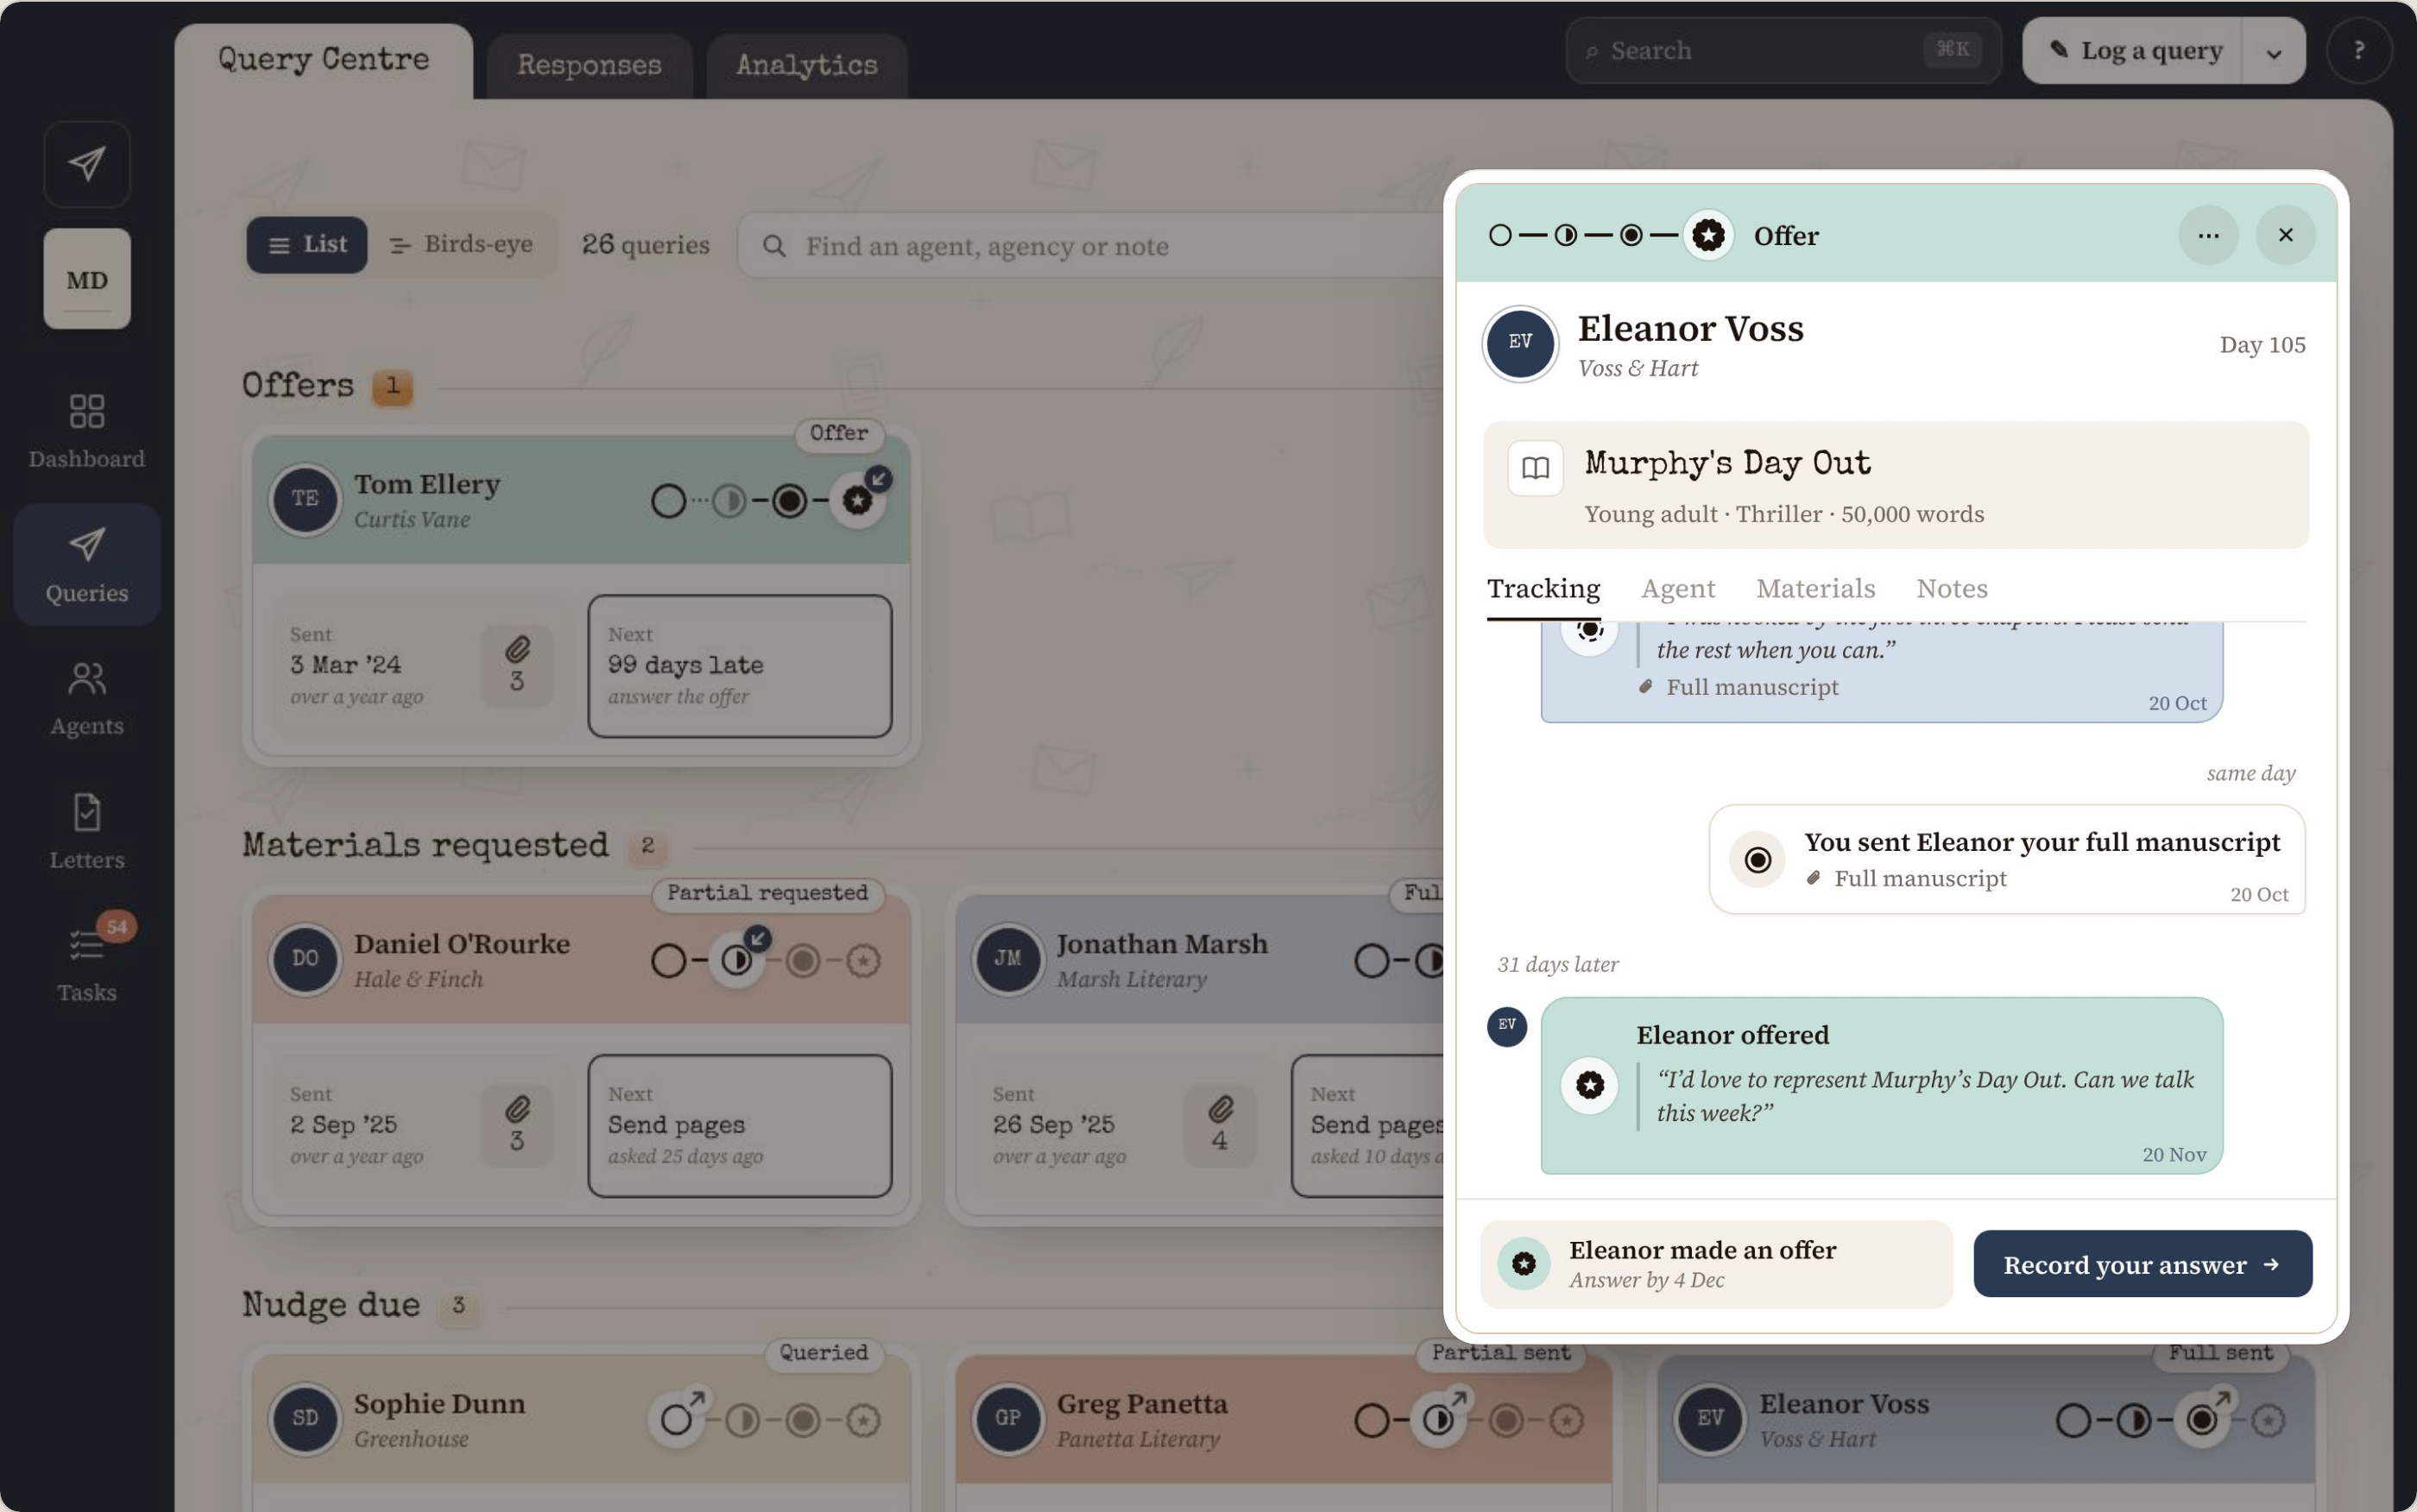 Query Centre
Responses
Analytics
Search
⌘K
Log a query
?
MD
Dashboard
Queries
Agents
Letters
54
Tasks
List
Birds-eye
26 queries
Find an agent, agency or note
Offers 1
Offer
TE
Tom Ellery
Curtis Vane
Sent
3 Mar ’24
over a year ago
3
Next
99 days late
answer the offer
Materials requested 2
Partial requested
DO
Daniel O'Rourke
Hale & Finch
Sent
2 Sep ’25
over a year ago
3
Next
Send pages
asked 25 days ago
JM
Jonathan Marsh
Marsh Literary
Sent
26 Sep ’25
over a year ago
4
Next
Send pages
asked 10 days
Nudge due 3
Queried
SD
Sophie Dunn
Greenhouse
Partial sent
GP
Greg Panetta
Panetta Literary
Full sent
EV
Eleanor Voss
Voss & Hart
Offer
EV
Eleanor Voss
Voss & Hart
Day 105
Murphy's Day Out
Young adult · Thriller · 50,000 words
Tracking
Agent
Materials
Notes
the rest when you can.”
Full manuscript
20 Oct
same day
You sent Eleanor your full manuscript
Full manuscript
20 Oct
31 days later
EV
Eleanor offered
“I’d love to represent Murphy’s Day Out. Can we talk
this week?”
20 Nov
Eleanor made an offer
Answer by 4 Dec
Record your answer →